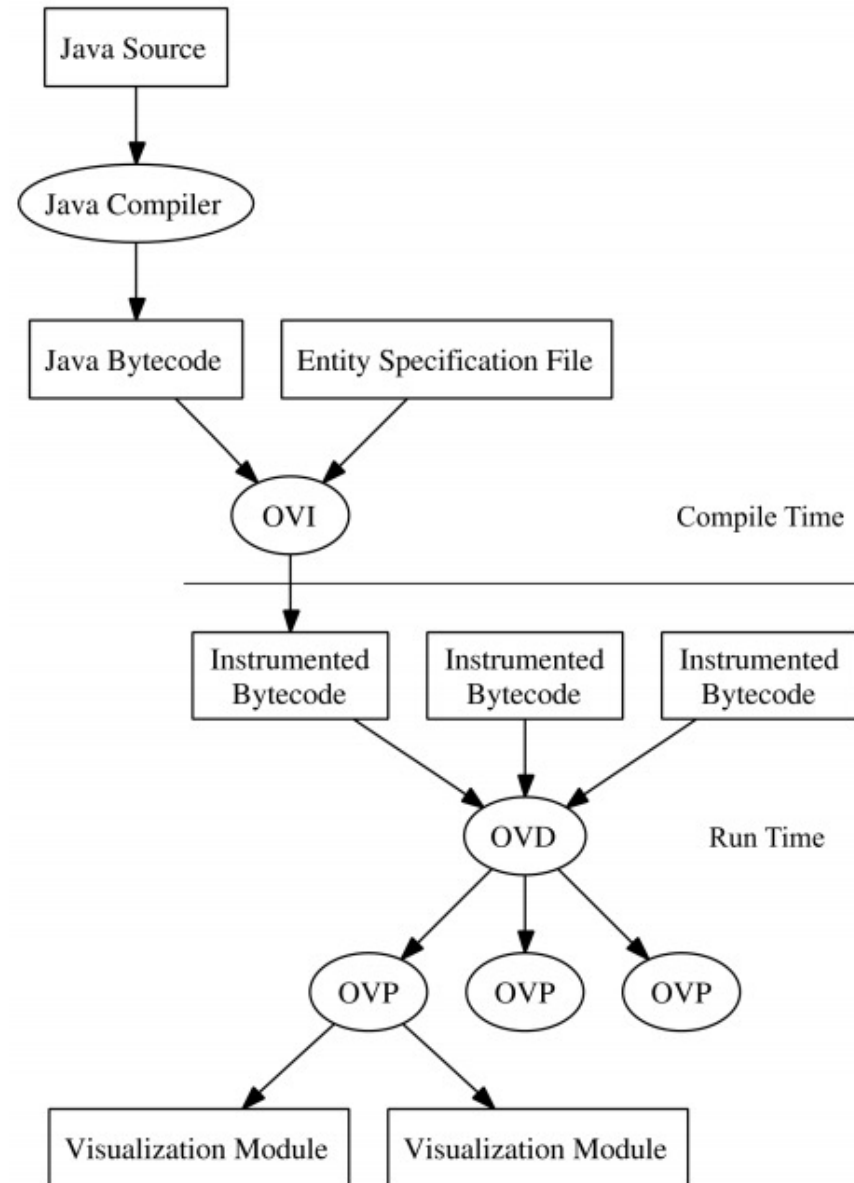 Java Source
Java Compiler
Java Bytecode
Entity Specification File
OVI
Compile Time
Instrumented
Bytecode
Instrumented
Bytecode
Instrumented
Bytecode
OVD
Run Time
OVP
OVP
OVP
Visualization Module
Visualization Module